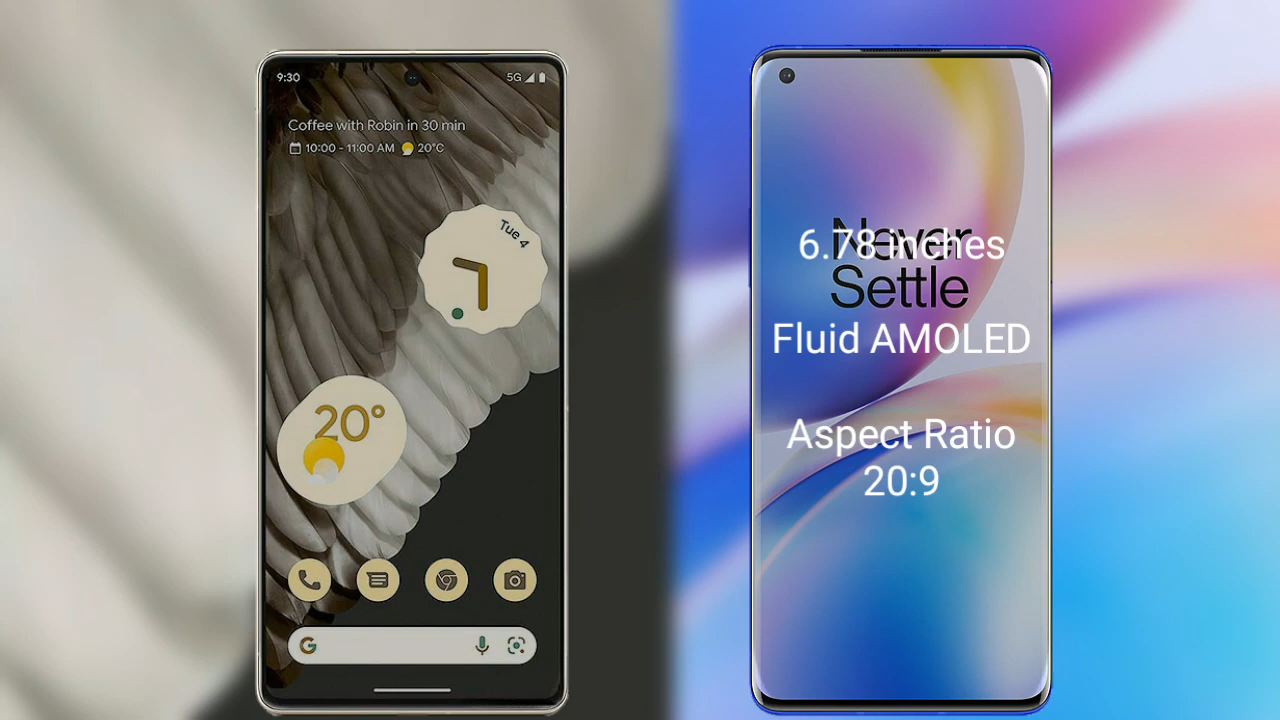 9:30
5G
Coffee with Robin in 30 min
10:00 - 11:00 AM 20°C
Tue 4
20°
Never
6.78 inches
Settle
Fluid AMOLED
Aspect Ratio
20:9